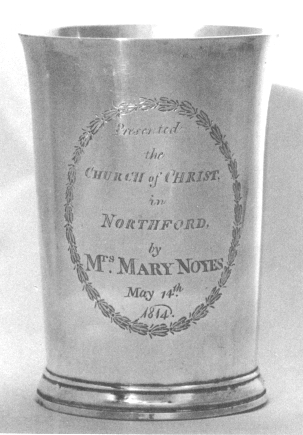 Presented
the
CHURCH of CHRIST,
in
NORTHFORD,
by
Mrs. MARY NOYES
May 14th
1814.